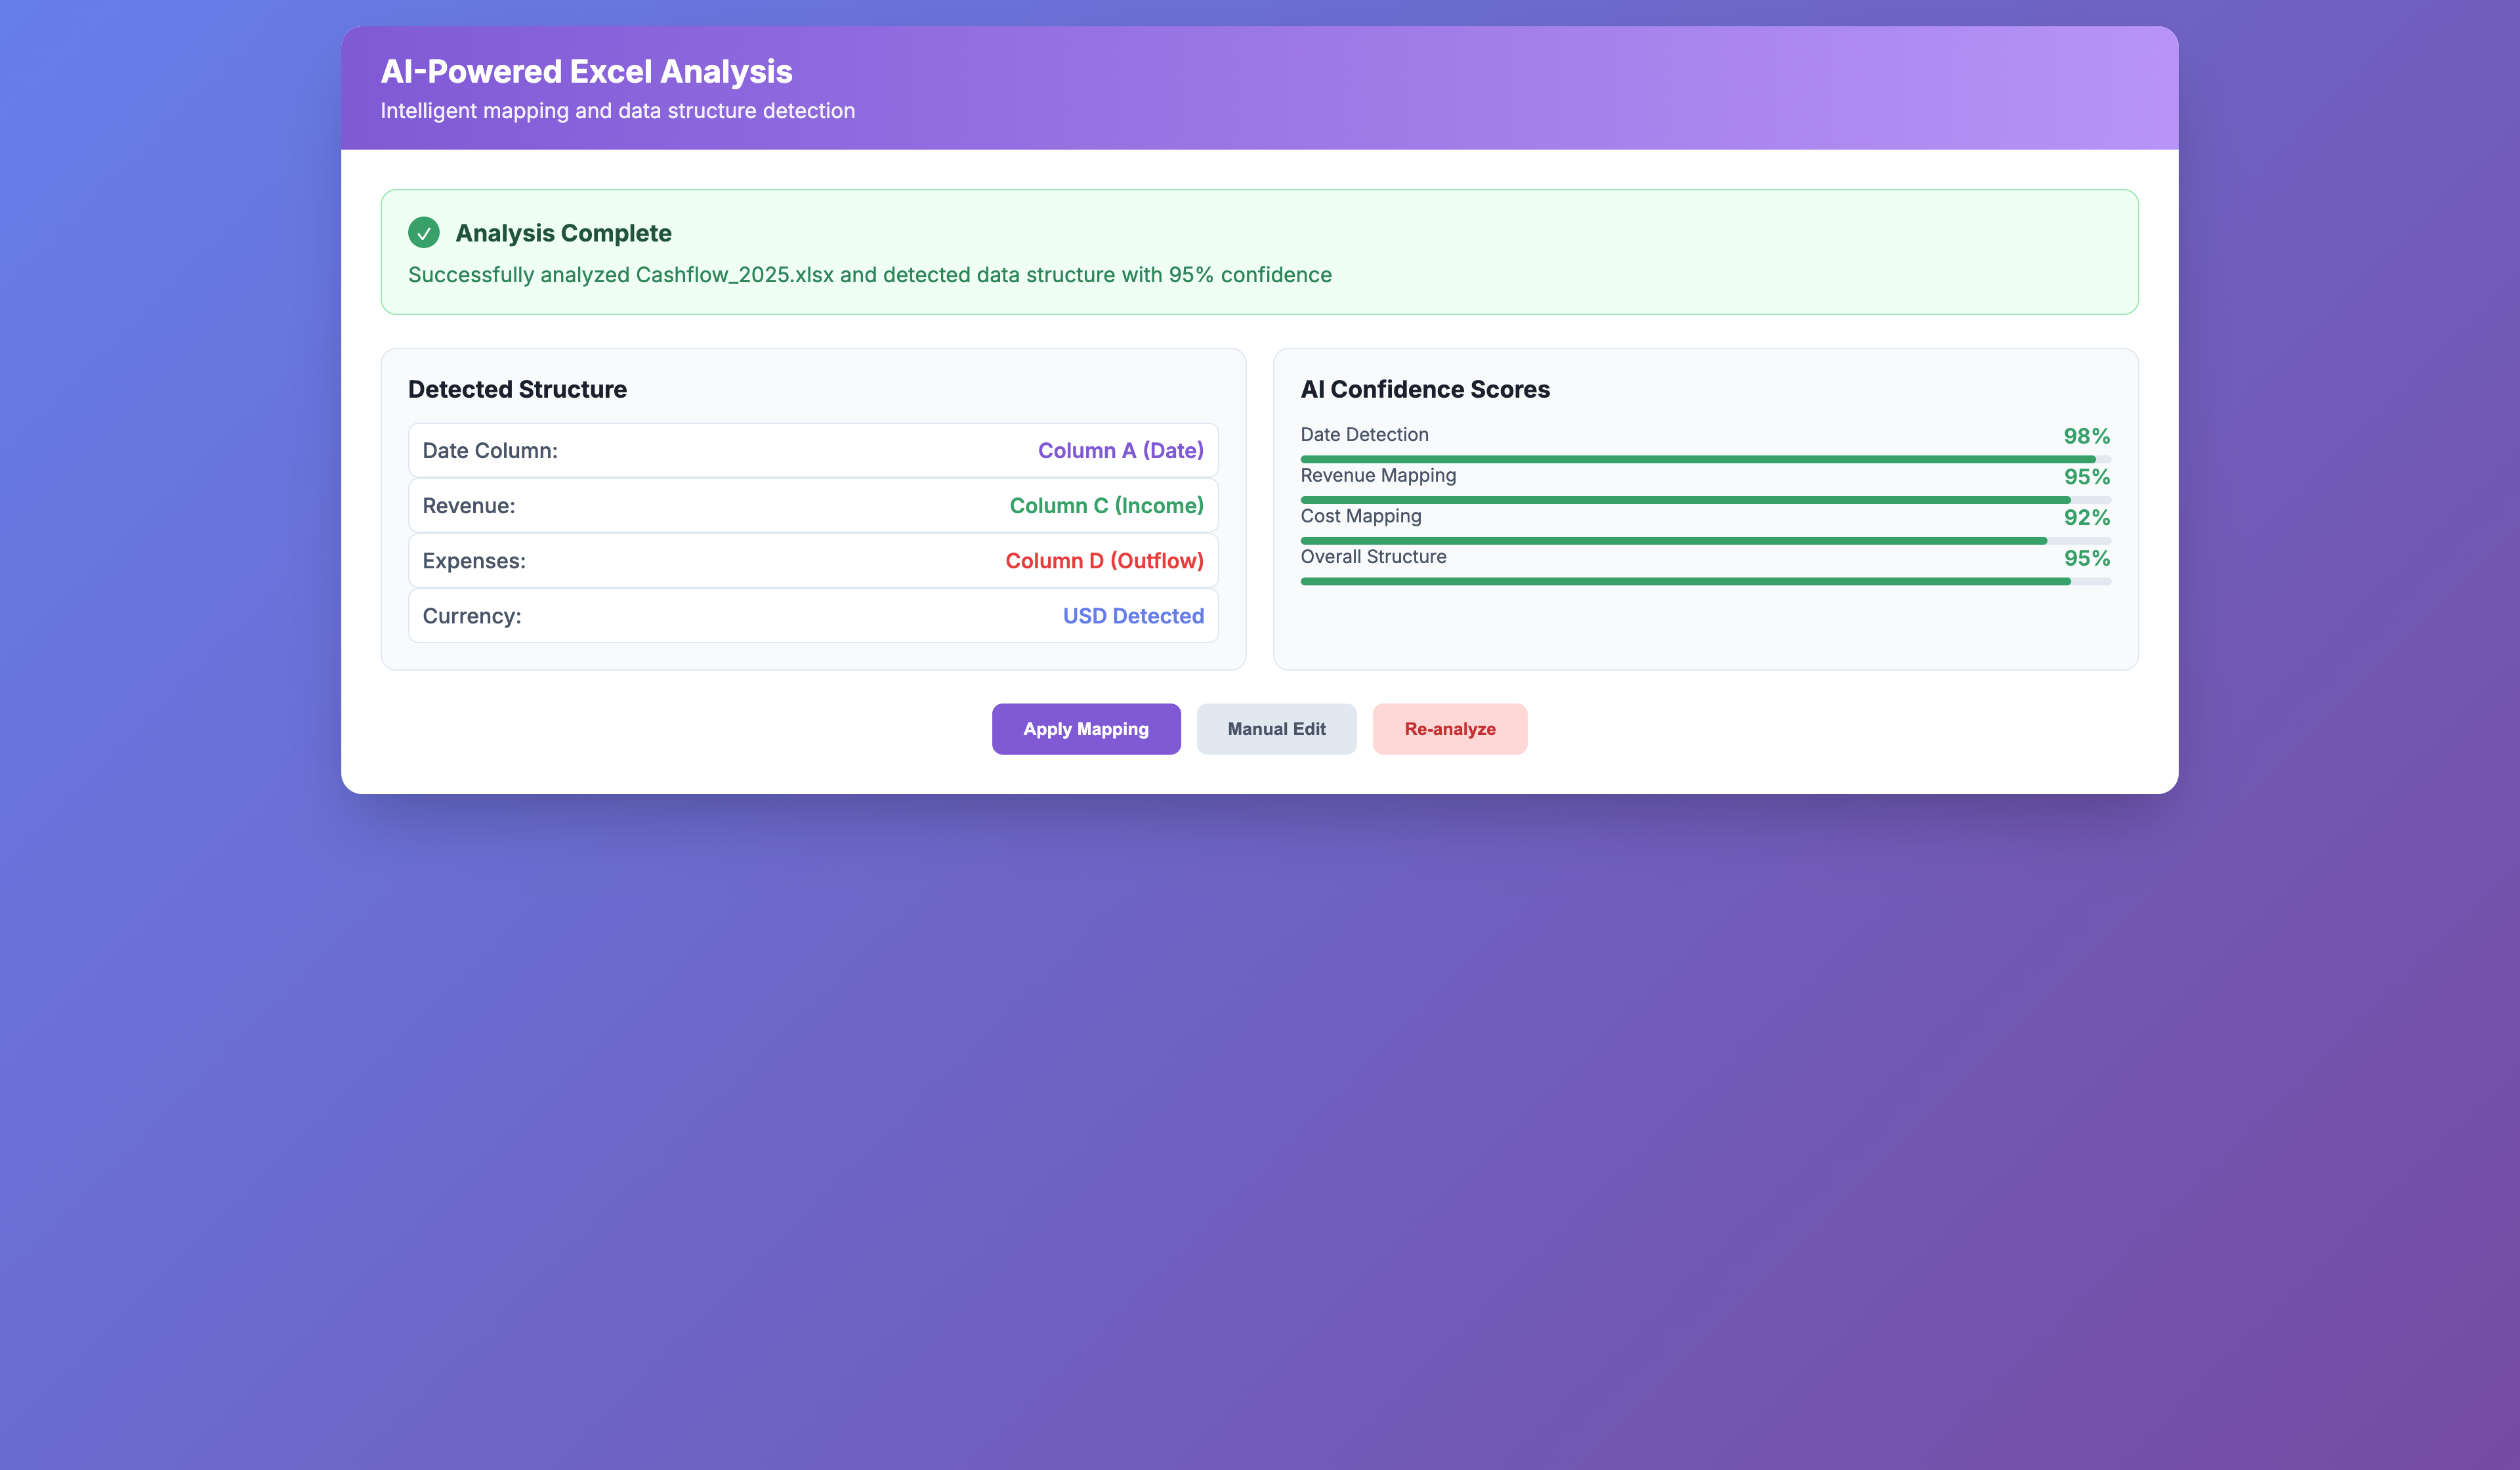 AI-Powered Excel Analysis
Intelligent mapping and data structure detection
Analysis Complete
Successfully analyzed Cashflow_2025.xlsx and detected data structure with 95% confidence
Detected Structure
Date Column: Column A (Date)
Revenue: Column C (Income)
Expenses: Column D (Outflow)
Currency: USD Detected
AI Confidence Scores
Date Detection 98%
Revenue Mapping 95%
Cost Mapping 92%
Overall Structure 95%
Apply Mapping
Manual Edit
Re-analyze